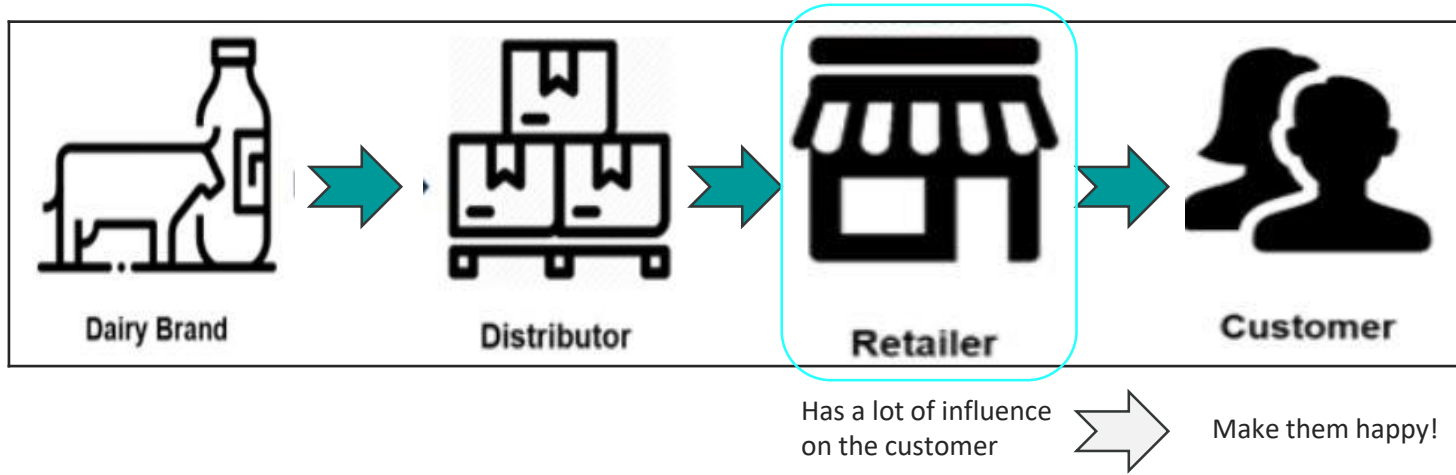 Dairy Brand
Distributor
Retailer
Customer
Has a lot of influence
on the customer
Make them happy!